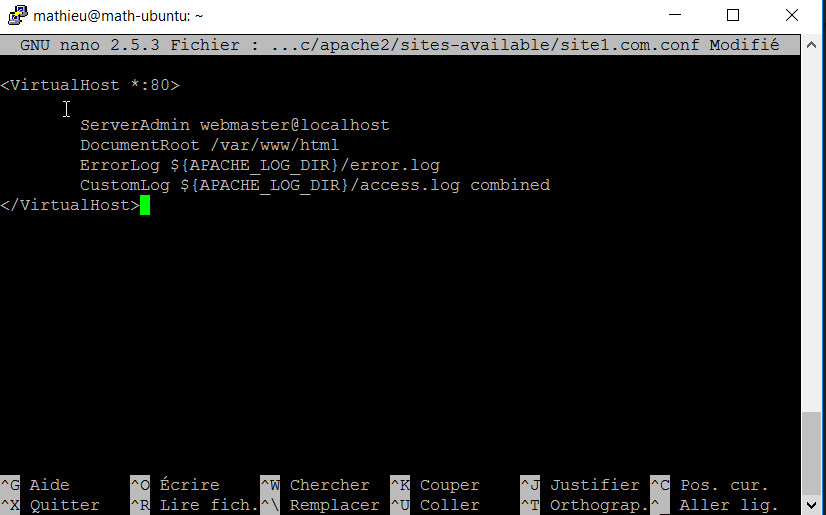 mathieu@math-ubuntu: ~
GNU nano 2.5.3 Fichier : ...c/apache2/sites-available/site1.com.conf Modifié
<VirtualHost *:80>
ServerAdmin webmaster@localhost
DocumentRoot /var/www/html
ErrorLog ${APACHE_LOG_DIR}/error.log
CustomLog ${APACHE_LOG_DIR}/access.log combined
</VirtualHost>
^G Aide ^O Écrire ^W Chercher ^K Couper ^J Justifier ^C Pos. cur.
^X Quitter ^R Lire fich. ^\ Remplacer ^U Coller ^T Orthograp. ^_ Aller lig.